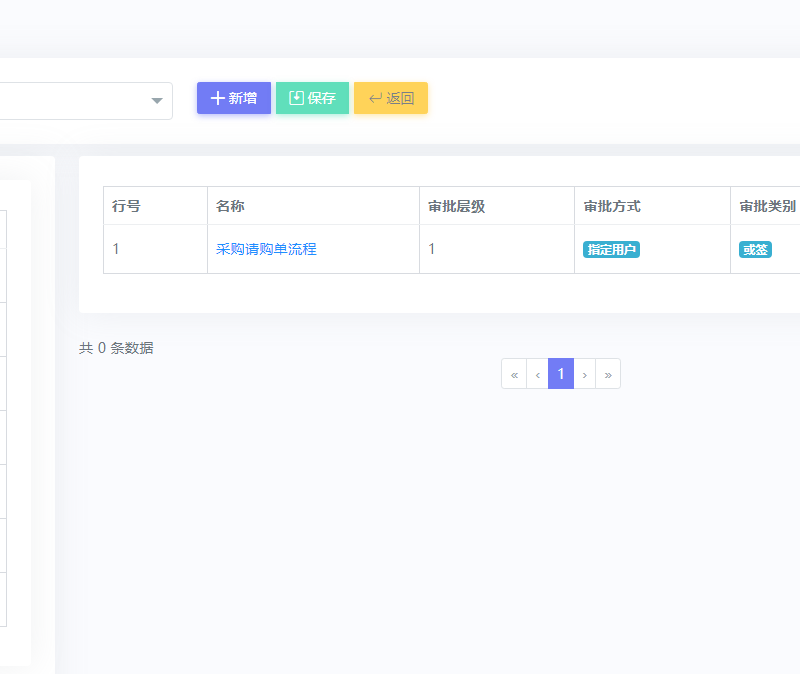 新增 保存 返回
行号 名称 审批层级 审批方式 审批类别
1 采购请购单流程 1 指定用户 或签
共 0 条数据
« ‹ 1 › »